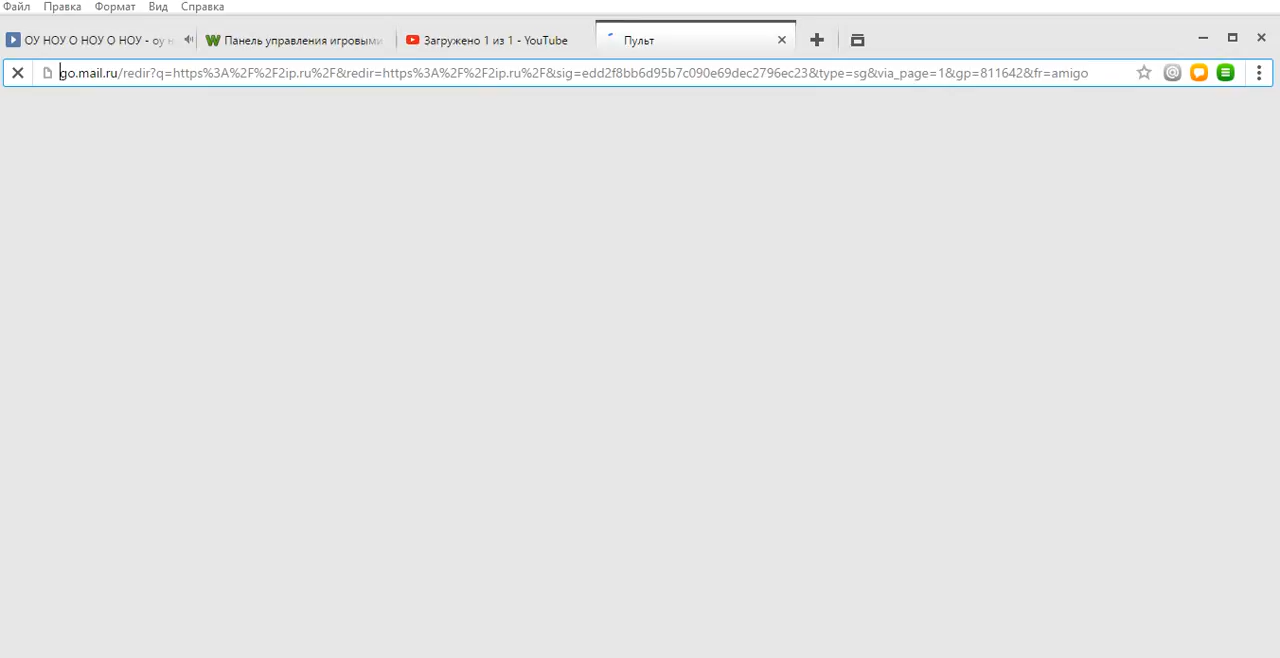 Файл Правка Формат Вид Справка
ОУ НОУ О НОУ О НОУ - оу н Панель управления игровыми Загружено 1 из 1 - YouTube Пульт
go.mail.ru/redir?q=https%3A%2F%2F2ip.ru%2F&redir=https%3A%2F%2F2ip.ru%2F&sig=edd2f8bb6d95b7c090e69dec2796ec23&type=sg&via_page=1&gp=811642&fr=amigo